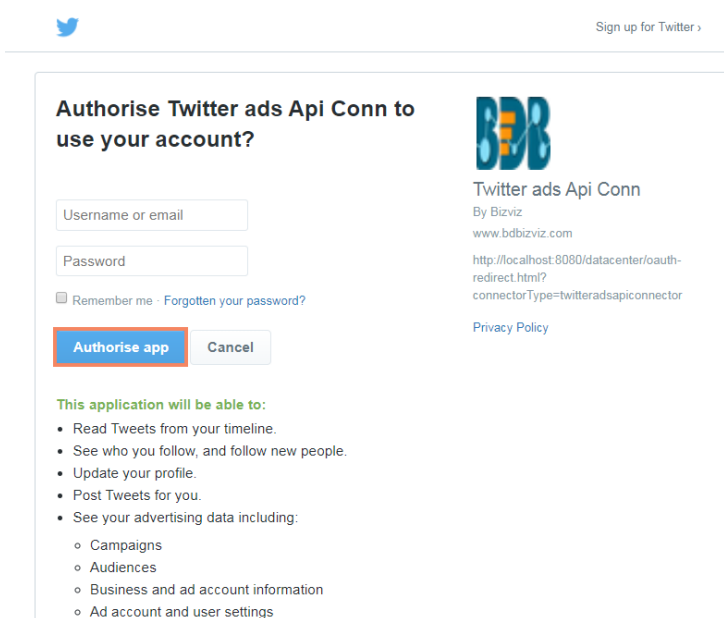 Sign up for Twitter ›
Authorise Twitter ads Api Conn to
use your account?
Username or email
Password
Remember me · Forgotten your password?
Authorise app
Cancel
This application will be able to:
• Read Tweets from your timeline.
• See who you follow, and follow new people.
• Update your profile.
• Post Tweets for you.
• See your advertising data including:
◦ Campaigns
◦ Audiences
◦ Business and ad account information
◦ Ad account and user settings
BDB
Twitter ads Api Conn
By Bizviz
www.bdbizviz.com
http://localhost:8080/datacenter/oauth-
redirect.html?
connectorType=twitteradsapiconnector
Privacy Policy